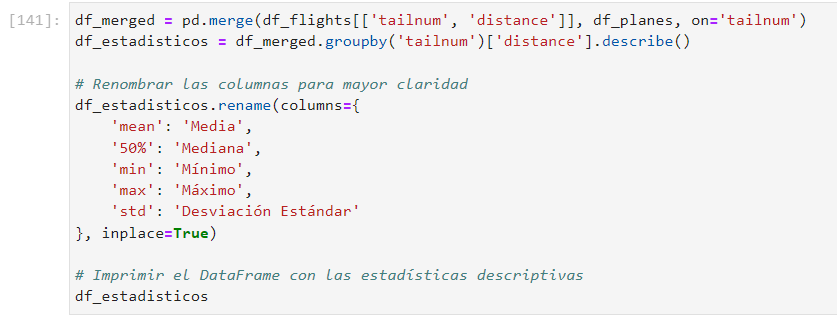 [141]: df_merged = pd.merge(df_flights[['tailnum', 'distance']], df_planes, on='tailnum')
df_estadisticos = df_merged.groupby('tailnum')['distance'].describe()

# Renombrar las columnas para mayor claridad
df_estadisticos.rename(columns={
    'mean': 'Media',
    '50%': 'Mediana',
    'min': 'Mínimo',
    'max': 'Máximo',
    'std': 'Desviación Estándar'
}, inplace=True)

# Imprimir el DataFrame con las estadísticas descriptivas
df_estadisticos